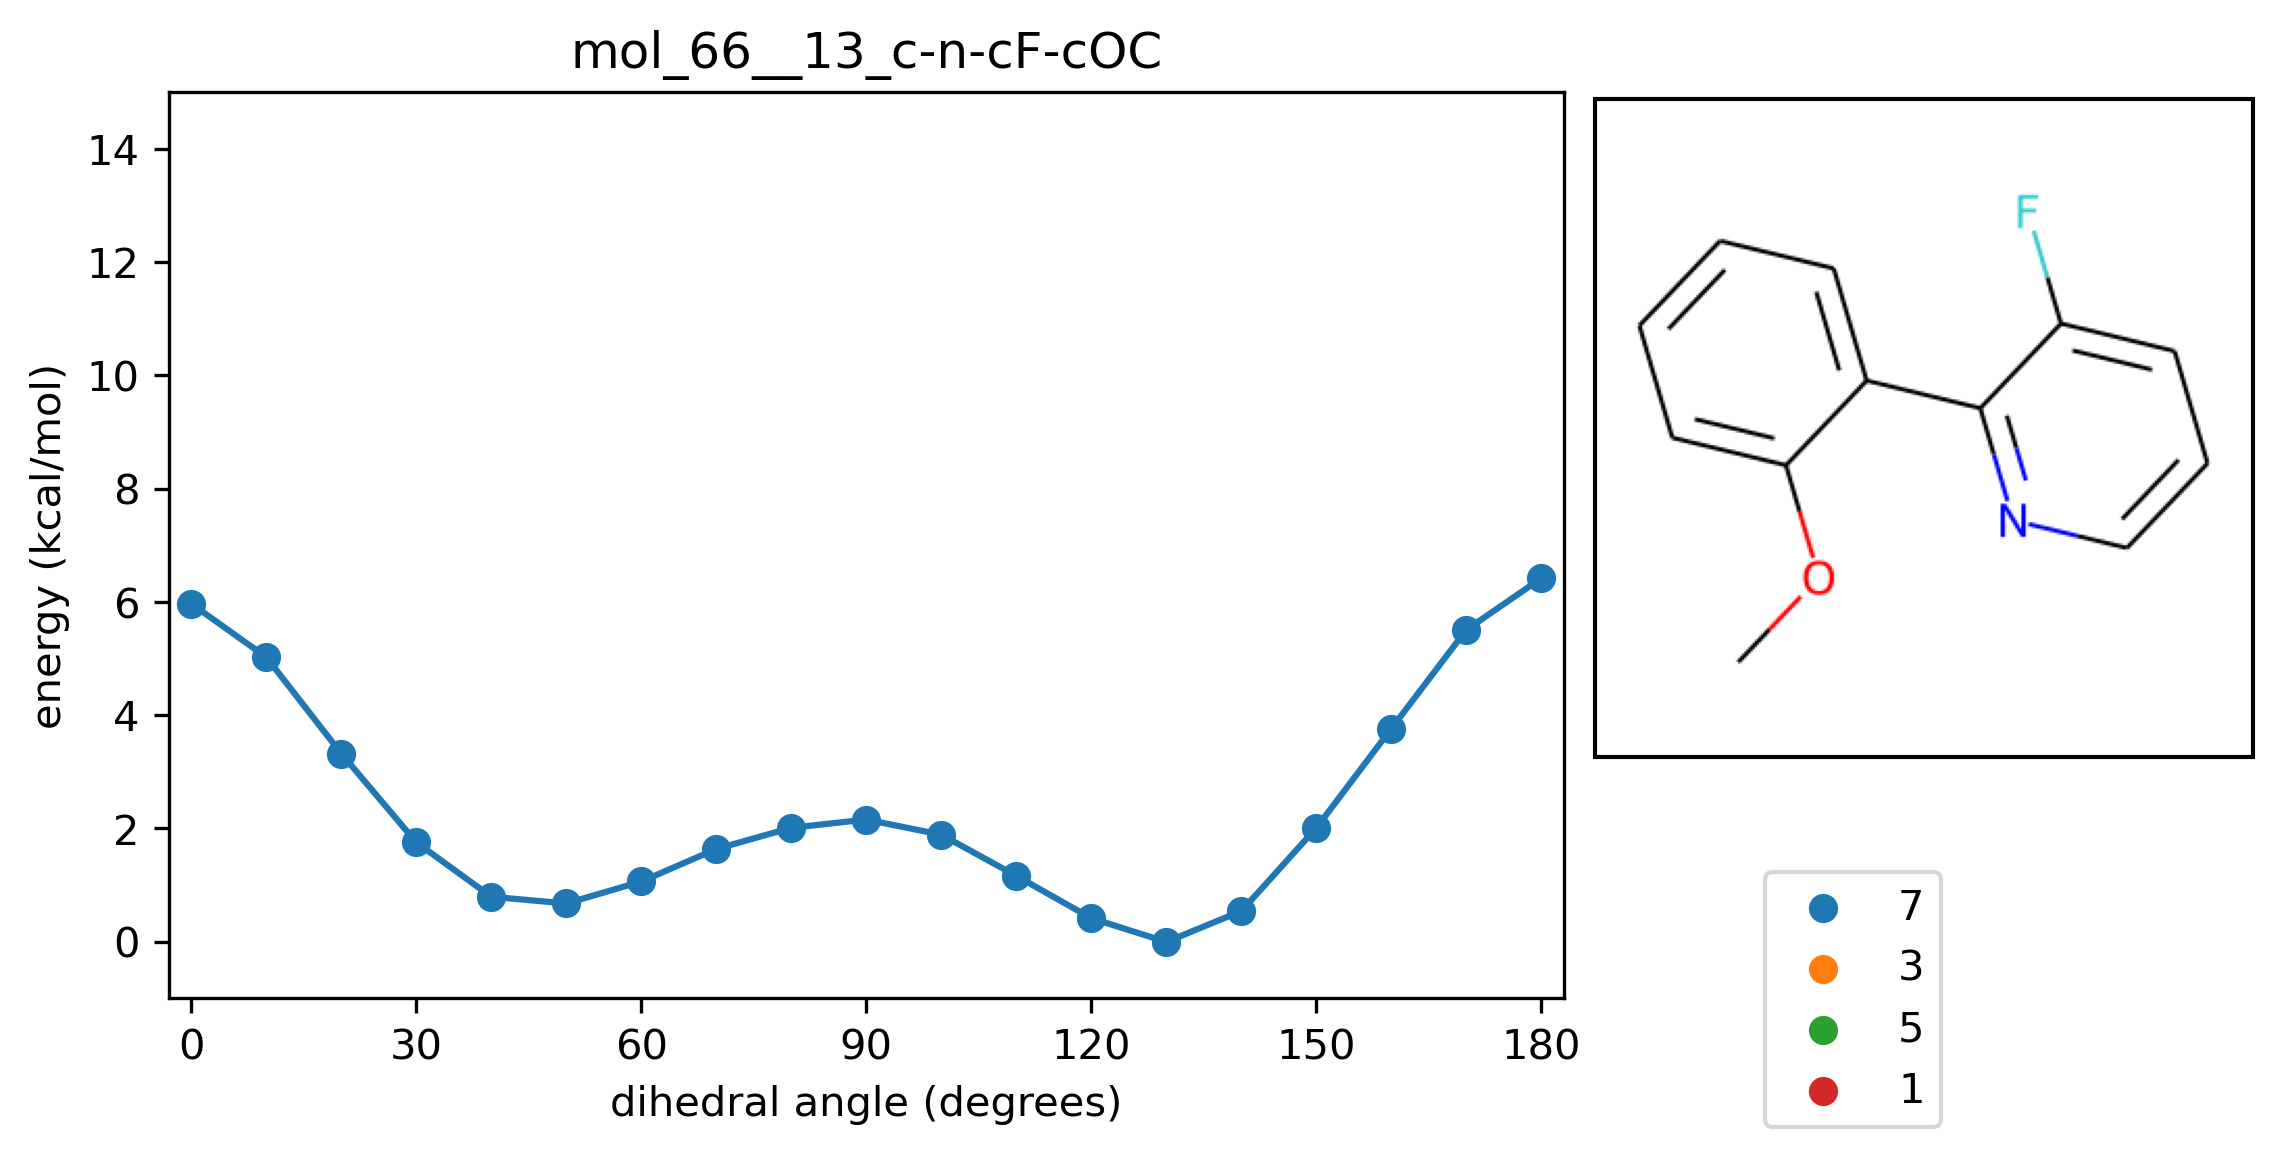 mol_66__13_c-n-cF-cOC
energy (kcal/mol)
14
12
10
8
6
4
2
0
0 30 60 90 120 150 180
dihedral angle (degrees)
F
N
O
7
3
5
1